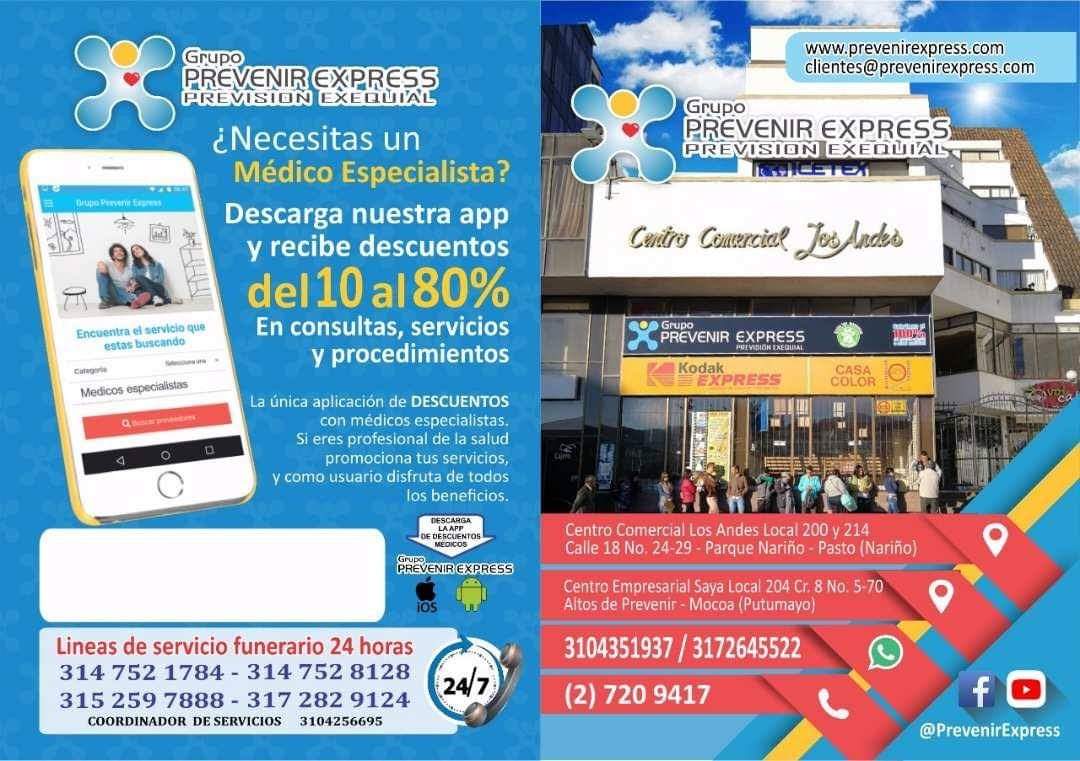 Grupo
PREVENIR EXPRESS
PREVISION EXEQUIAL
¿Necesitas un
Médico Especialista?
Descarga nuestra app
y recibe descuentos
del 10 al 80%
En consultas, servicios
y procedimientos
Grupo Prevenir Express
Encuentra el servicio que
estas buscando
Categoría
Seleccione una
Medicos especialistas
Buscar proveedores
La única aplicación de DESCUENTOS
con médicos especialistas.
Si eres profesional de la salud
promociona tus servicios,
y como usuario disfruta de todos
los beneficios.
DESCARGA
LA APP
DE DESCUENTOS
MEDICOS
Grupo
PREVENIR EXPRESS
iOS
Lineas de servicio funerario 24 horas
314 752 1784 - 314 752 8128
315 259 7888 - 317 282 9124
COORDINADOR DE SERVICIOS 3104256695
24/7
www.prevenirexpress.com
clientes@prevenirexpress.com
Grupo
PREVENIR EXPRESS
PREVISION EXEQUIAL
ICETEX
Centro Comercial Los Andes
Grupo
PREVENIR EXPRESS
PREVISIÓN EXEQUIAL
100%
Kodak
EXPRESS
CASA
COLOR
Centro Comercial Los Andes Local 200 y 214
Calle 18 No. 24-29 - Parque Nariño - Pasto (Nariño)
Centro Empresarial Saya Local 204 Cr. 8 No. 5-70
Altos de Prevenir - Mocoa (Putumayo)
3104351937 / 3172645522
(2) 720 9417
@PrevenirExpress